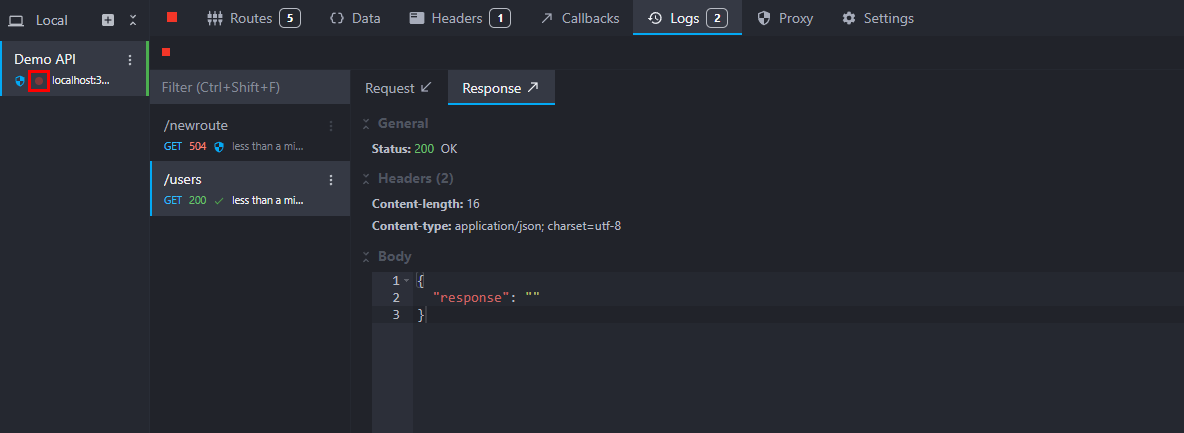 Local
Routes 5 Data Headers 1 Callbacks Logs 2 Proxy Settings
Demo API
localhost:3...
Filter (Ctrl+Shift+F)
/newroute
GET 504 less than a mi...
/users
GET 200 less than a mi...
Request Response
General
Status: 200 OK
Headers (2)
Content-length: 16
Content-type: application/json; charset=utf-8
Body
1 {
2 "response": ""
3 }